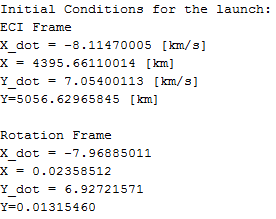 Initial Conditions for the launch:
ECI Frame
X_dot = -8.11470005 [km/s]
X = 4395.66110014 [km]
Y_dot = 7.05400113 [km/s]
Y=5056.62965845 [km]
Rotation Frame
X_dot = -7.96885011
X = 0.02358512
Y_dot = 6.92721571
Y=0.01315460